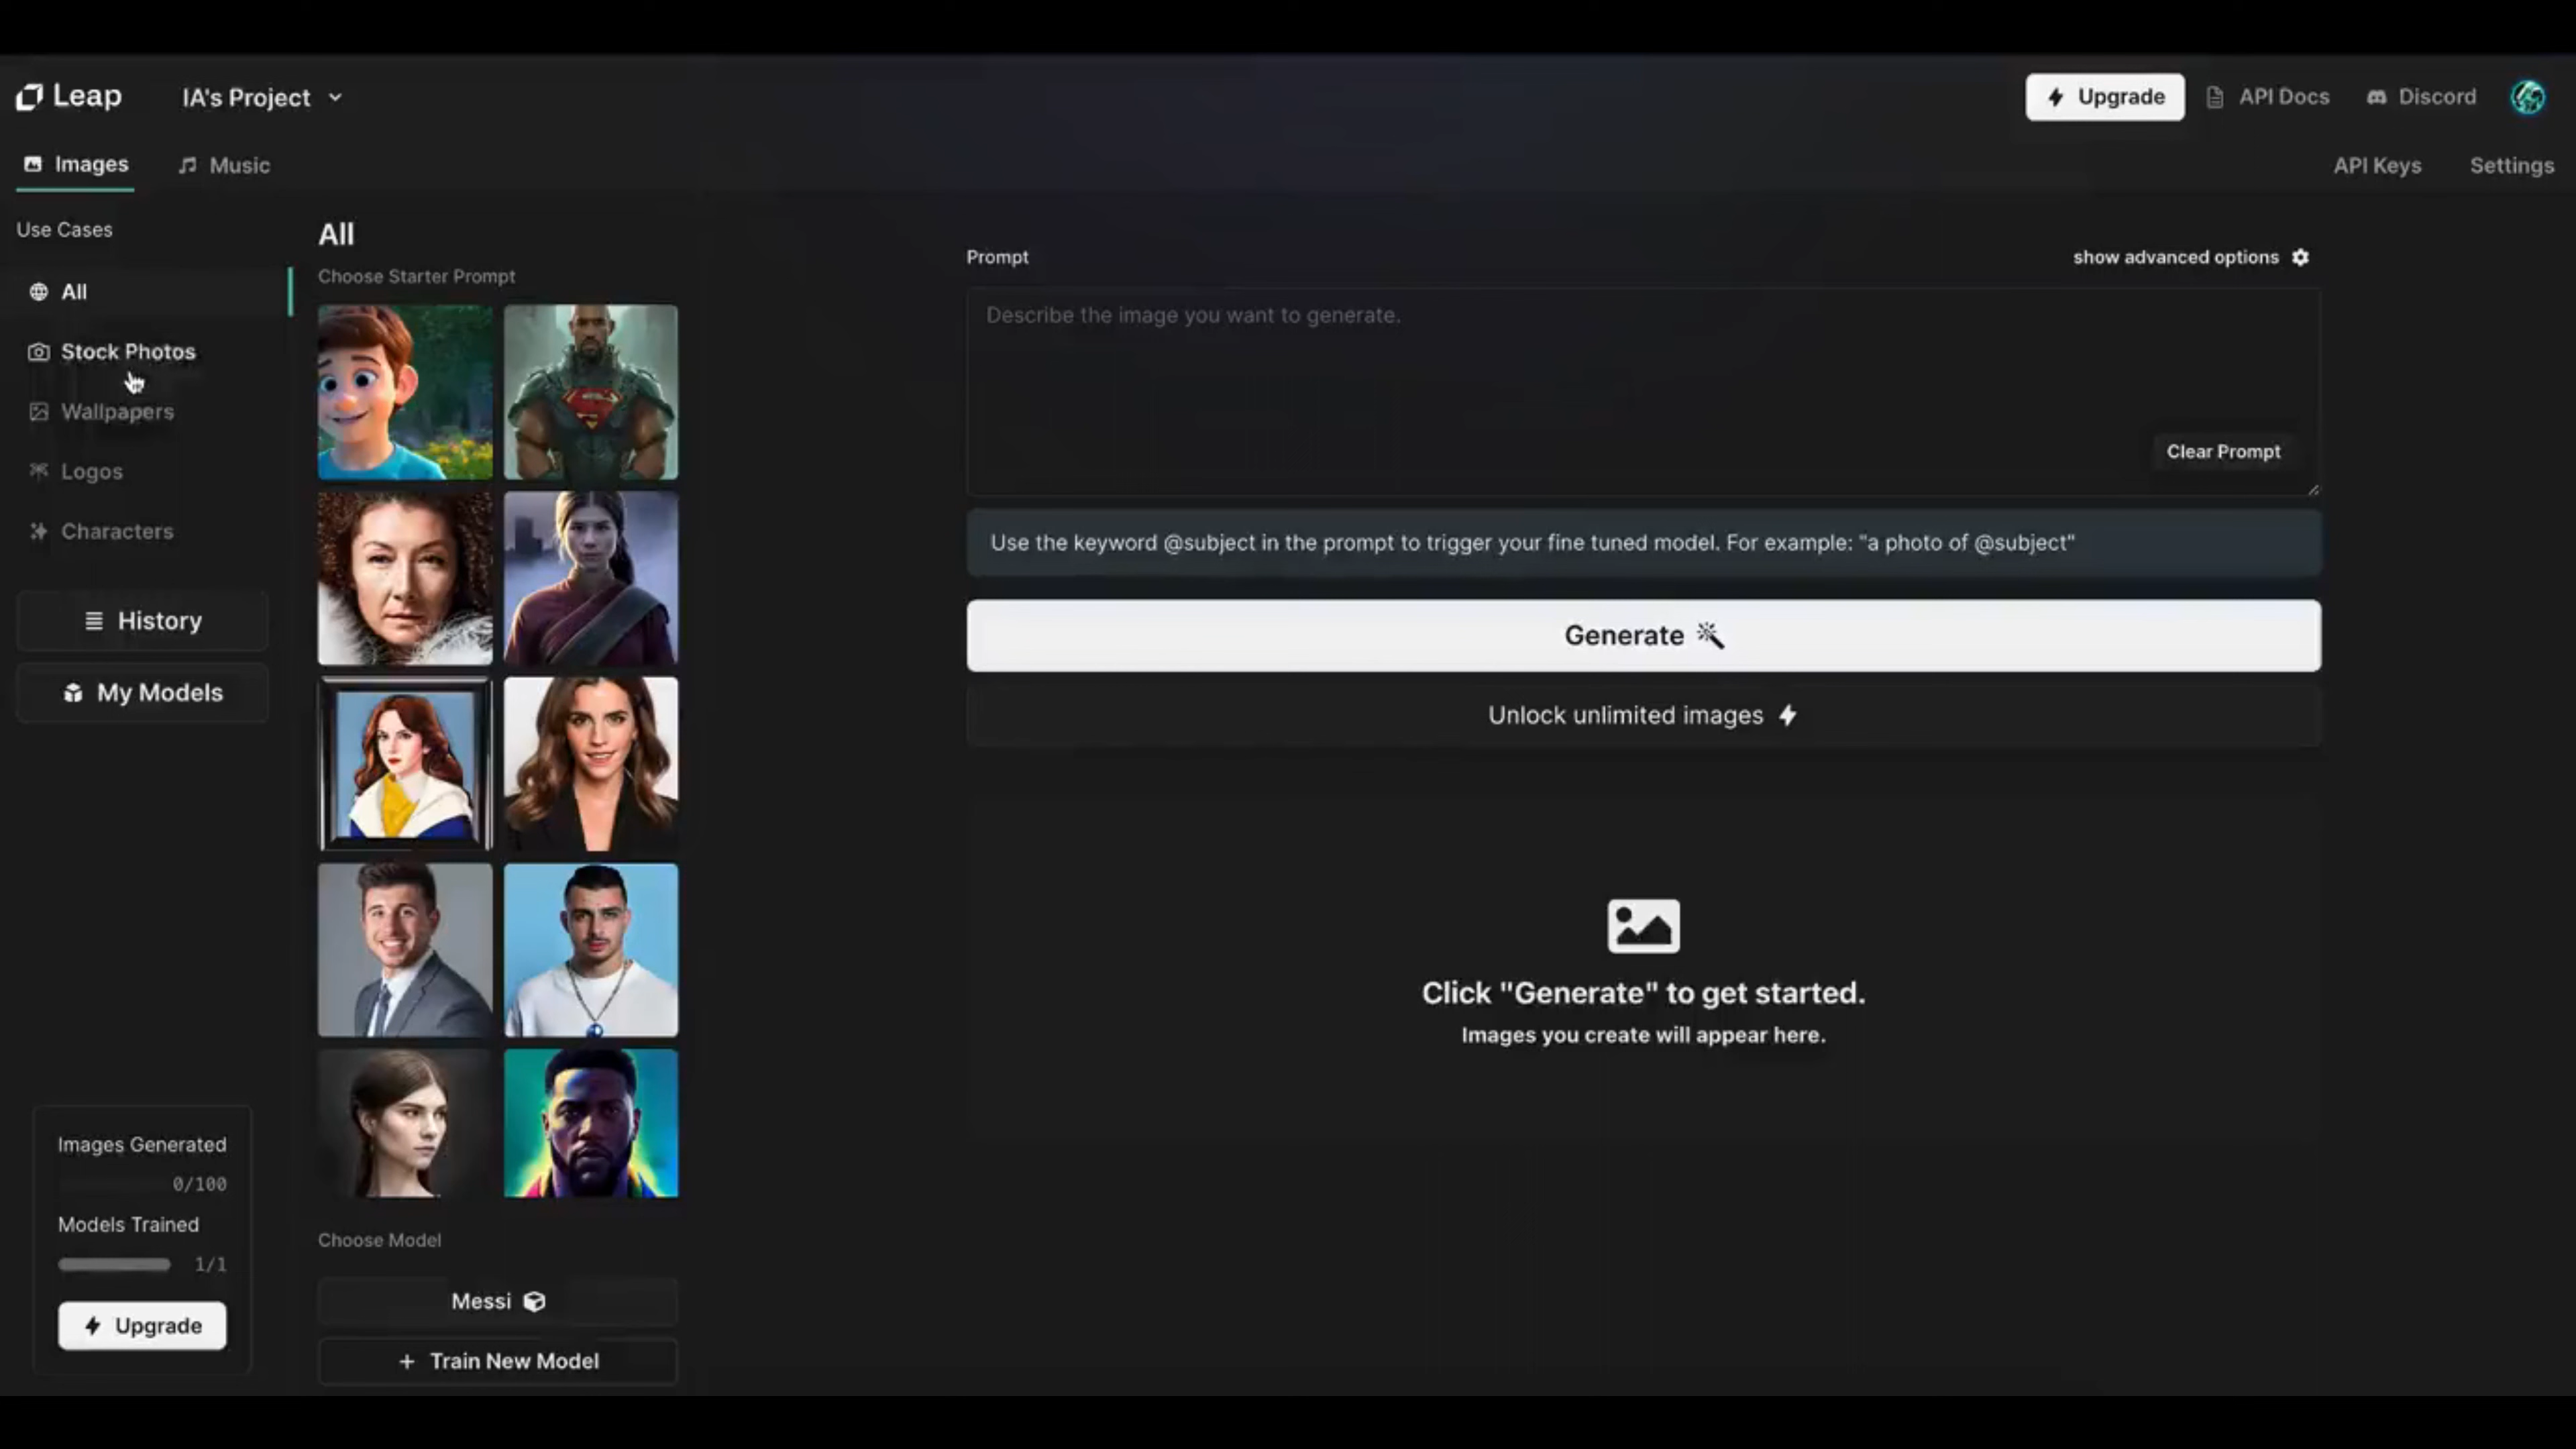 Leap
IA's Project
Upgrade
API Docs
Discord
Images
Music
API Keys
Settings
Use Cases
All
Stock Photos
Wallpapers
Logos
Characters
History
My Models
Images Generated
0/100
Models Trained
1/1
Upgrade
All
Choose Starter Prompt
Choose Model
Messi
+ Train New Model
Prompt
show advanced options
Describe the image you want to generate.
Clear Prompt
Use the keyword @subject in the prompt to trigger your fine tuned model. For example: "a photo of @subject"
Generate
Unlock unlimited images
Click "Generate" to get started.
Images you create will appear here.